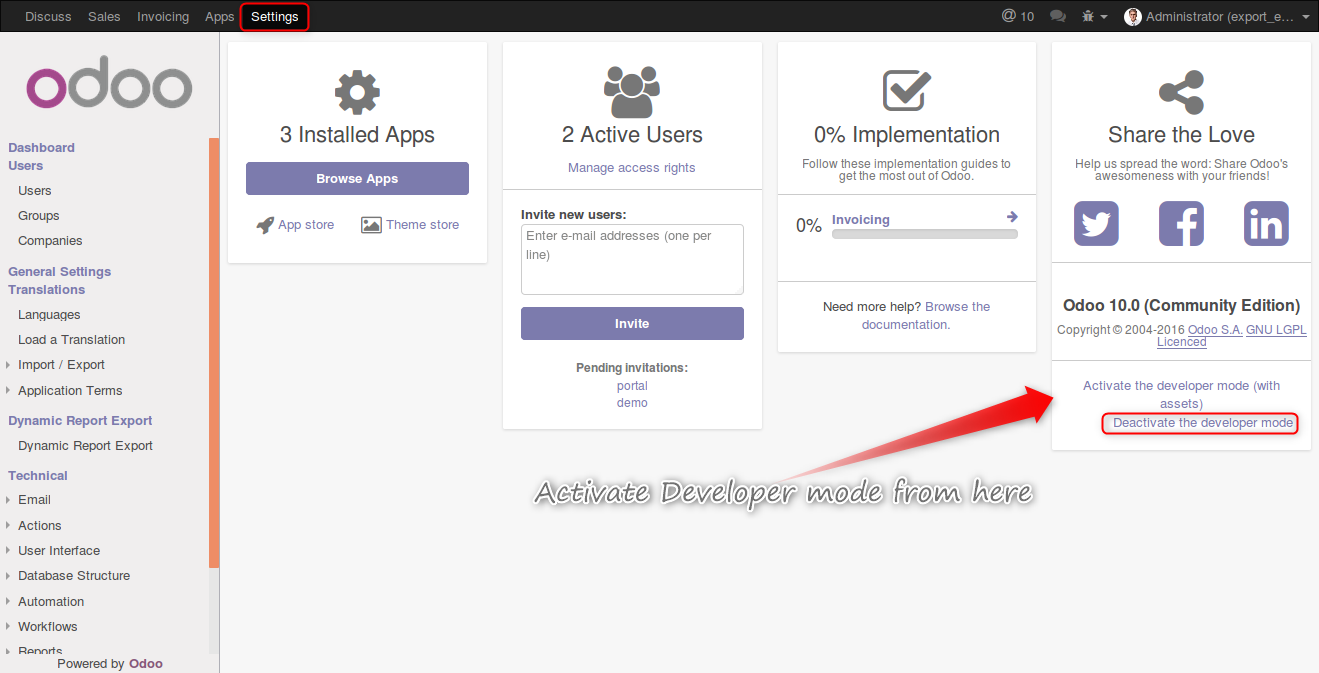 Discuss Sales Invoicing Apps Settings @ 10 Administrator (export_e...
odoo
Dashboard
Users
Users
Groups
Companies
General Settings
Translations
Languages
Load a Translation
Import / Export
Application Terms
Dynamic Report Export
Dynamic Report Export
Technical
Email
Actions
User Interface
Database Structure
Automation
Workflows
Reports
Powered by Odoo
3 Installed Apps
Browse Apps
App store Theme store
2 Active Users
Manage access rights
Invite new users:
Enter e-mail addresses (one per
line)
Invite
Pending invitations:
portal
demo
0% Implementation
Follow these implementation guides to
get the most out of Odoo.
0% Invoicing
Need more help? Browse the
documentation.
Share the Love
Help us spread the word: Share Odoo's
awesomeness with your friends!
in
Odoo 10.0 (Community Edition)
Copyright © 2004-2016 Odoo S.A. GNU LGPL
Licenced
Activate the developer mode (with
assets)
Deactivate the developer mode
Activate Developer mode from here